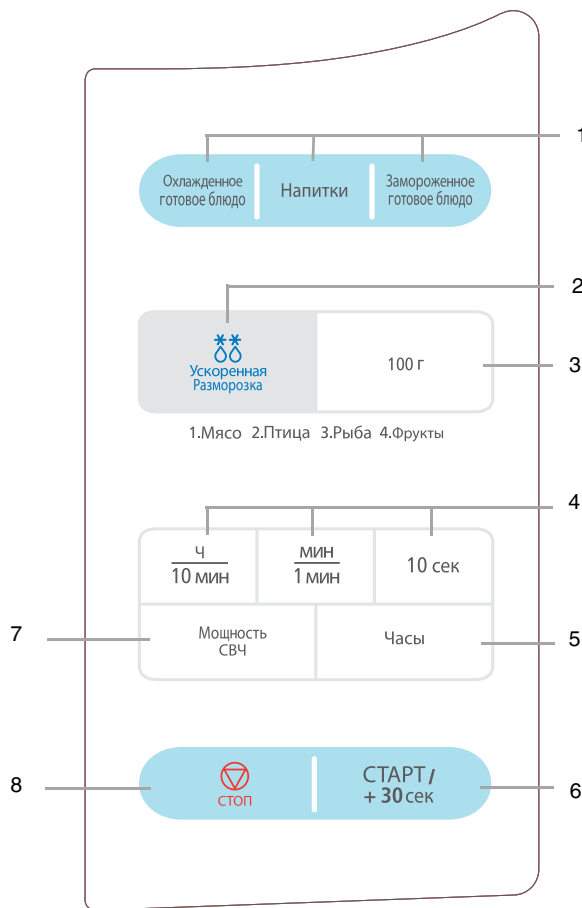 1
Охлажденное
готовое блюдо
Напитки
Замороженное
готовое блюдо
2
Ускоренная
Разморозка
100 г
3
1.Мясо 2.Птица 3.Рыба 4.Фрукты
4
ч
10 мин
мин
1 мин
10 сек
7
Мощность
СВЧ
Часы
5
8
СТОП
СТАРТ /
+ 30 сек
6